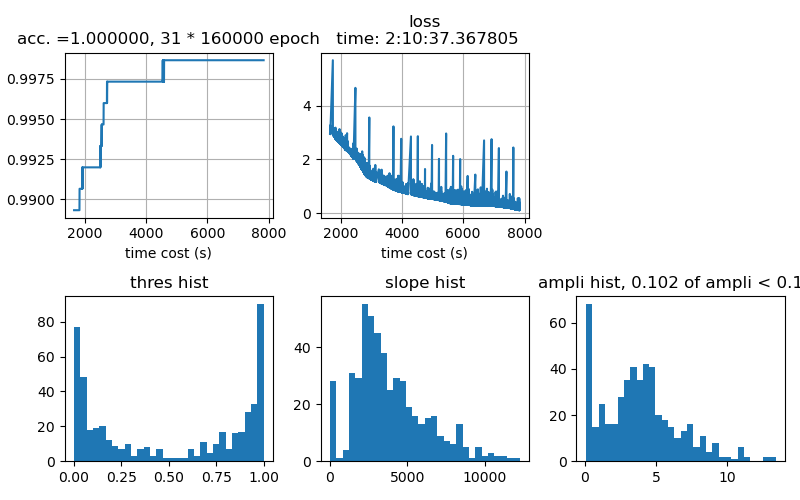 acc. =1.000000, 31 * 160000 epoch
loss
time: 2:10:37.367805
0.9975
0.9950
0.9925
0.9900
2000 4000 6000 8000
time cost (s)
4
2
0
2000 4000 6000 8000
time cost (s)
thres hist
80
60
40
20
0
0.00 0.25 0.50 0.75 1.00
slope hist
40
20
0
0 5000 10000
ampli hist, 0.102 of ampli < 0.1
60
40
20
0
0 5 10